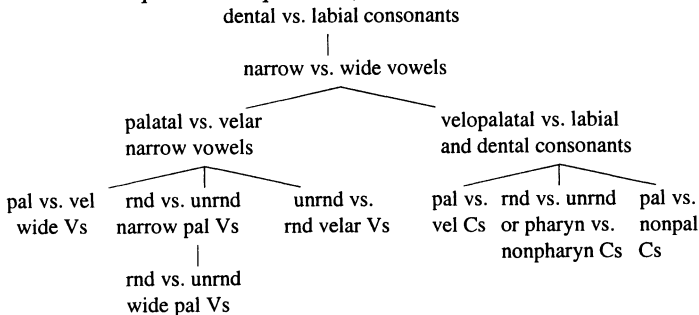 dental vs. labial consonants
narrow vs. wide vowels
palatal vs. velar
narrow vowels
velopalatal vs. labial
and dental consonants
pal vs. vel
wide Vs
rnd vs. unrnd
narrow pal Vs
unrnd vs.
rnd velar Vs
pal vs.
vel Cs
rnd vs. unrnd
or pharyn vs.
nonpharyn Cs
pal vs.
nonpal
Cs
rnd vs. unrnd
wide pal Vs